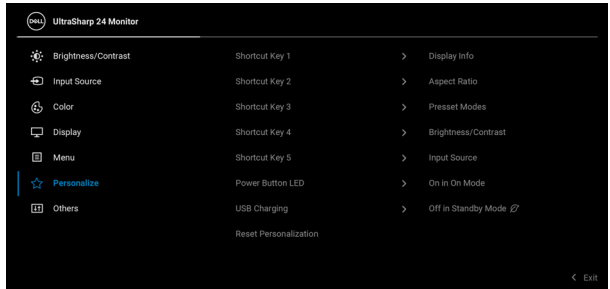 DELL UltraSharp 24 Monitor
Brightness/Contrast Shortcut Key 1 > Display Info
Input Source Shortcut Key 2 > Aspect Ratio
Color Shortcut Key 3 > Presset Modes
Display Shortcut Key 4 > Brightness/Contrast
Menu Shortcut Key 5 > Input Source
Personalize Power Button LED > On in On Mode
Others USB Charging > Off in Standby Mode
Reset Personalization
< Exit